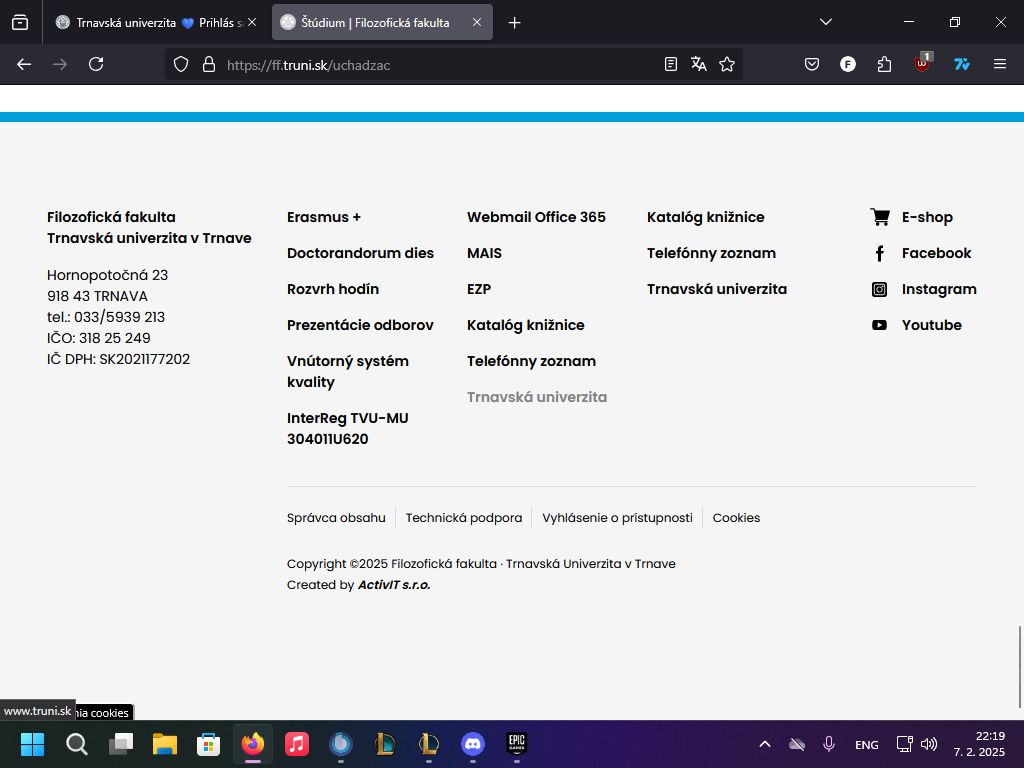 Trnavská univerzita 💙 Prihlás s
Štúdium | Filozofická fakulta
https://ff.truni.sk/uchadzac
F
1
Filozofická fakulta
Trnavská univerzita v Trnave
Hornopotočná 23
918 43 TRNAVA
tel.: 033/5939 213
IČO: 318 25 249
IČ DPH: SK2021177202
Erasmus +
Doctorandorum dies
Rozvrh hodín
Prezentácie odborov
Vnútorný systém
kvality
InterReg TVU-MU
304011U620
Webmail Office 365
MAIS
EZP
Katalóg knižnice
Telefónny zoznam
Trnavská univerzita
Katalóg knižnice
Telefónny zoznam
Trnavská univerzita
E-shop
Facebook
Instagram
Youtube
Správca obsahu
Technická podpora
Vyhlásenie o prístupnosti
Cookies
Copyright ©2025 Filozofická fakulta · Trnavská Univerzita v Trnave
Created by ActivIT s.r.o.
www.truni.sk
nia cookies
EPIC
GAMES
ENG
22:19
7. 2. 2025